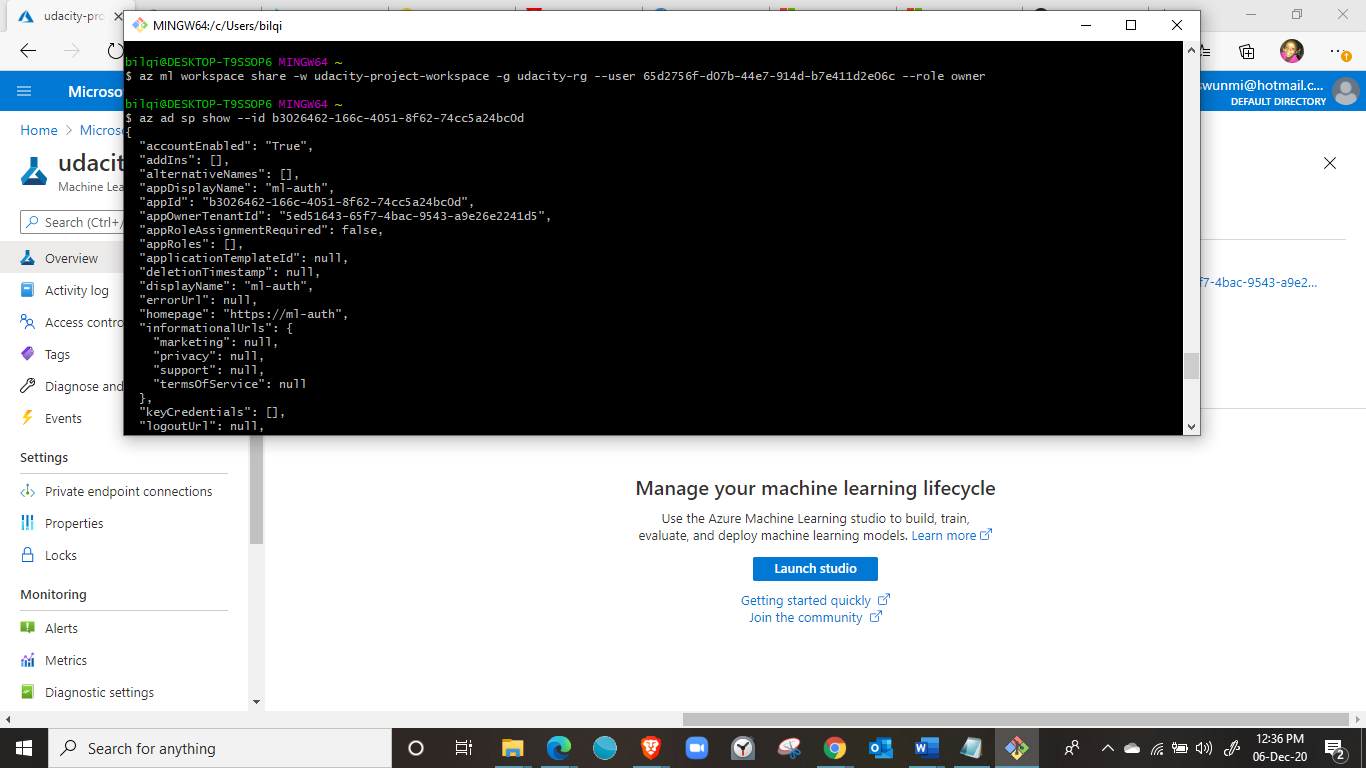 udacity-pro
MINGW64:/c/Users/bilqi
bilqi@DESKTOP-T9SSOP6 MINGW64 ~
$ az ml workspace share -w udacity-project-workspace -g udacity-rg --user 65d2756f-d07b-44e7-914d-b7e411d2e06c --role owner
bilqi@DESKTOP-T9SSOP6 MINGW64 ~
$ az ad sp show --id b3026462-166c-4051-8f62-74cc5a24bc0d
{
"accountEnabled": "True",
"addIns": [],
"alternativeNames": [],
"appDisplayName": "ml-auth",
"appId": "b3026462-166c-4051-8f62-74cc5a24bc0d",
"appOwnerTenantId": "5ed51643-65f7-4bac-9543-a9e26e2241d5",
"appRoleAssignmentRequired": false,
"appRoles": [],
"applicationTemplateId": null,
"deletionTimestamp": null,
"displayName": "ml-auth",
"errorUrl": null,
"homepage": "https://ml-auth",
"informationalUrls": {
"marketing": null,
"privacy": null,
"support": null,
"termsOfService": null
},
"keyCredentials": [],
"logoutUrl": null,
Microso
swunmi@hotmail.c...
DEFAULT DIRECTORY
Home > Micros
udacit
Machine Lea
Search (Ctrl+/
f7-4bac-9543-a9e2...
Overview
Activity log
Access contro
Tags
Diagnose and
Events
Settings
Private endpoint connections
Properties
Locks
Monitoring
Alerts
Metrics
Diagnostic settings
Manage your machine learning lifecycle
Use the Azure Machine Learning studio to build, train,
evaluate, and deploy machine learning models. Learn more
Launch studio
Getting started quickly
Join the community
Search for anything
12:36 PM
06-Dec-20
2